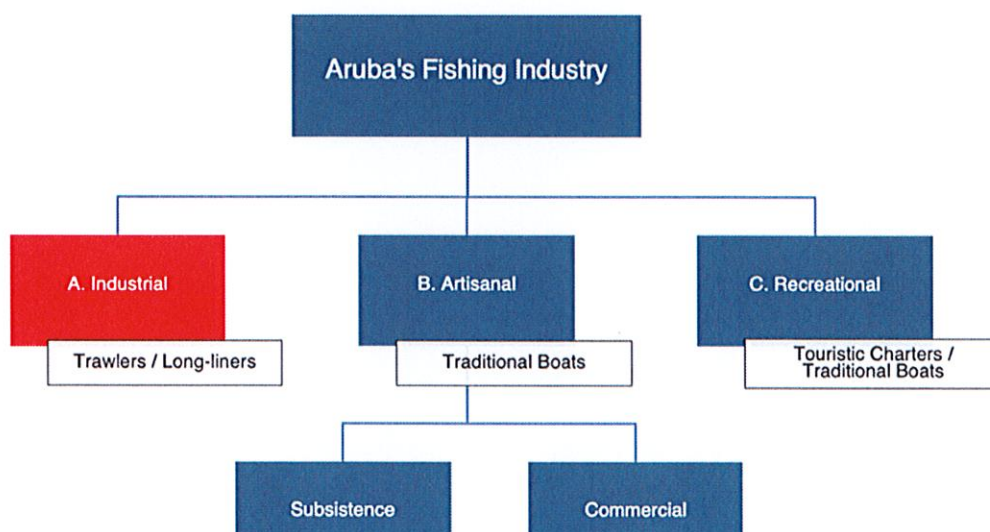 Aruba's Fishing Industry
A. Industrial
B. Artisanal
C. Recreational
Trawlers / Long-liners
Traditional Boats
Touristic Charters /
Traditional Boats
Subsistence
Commercial